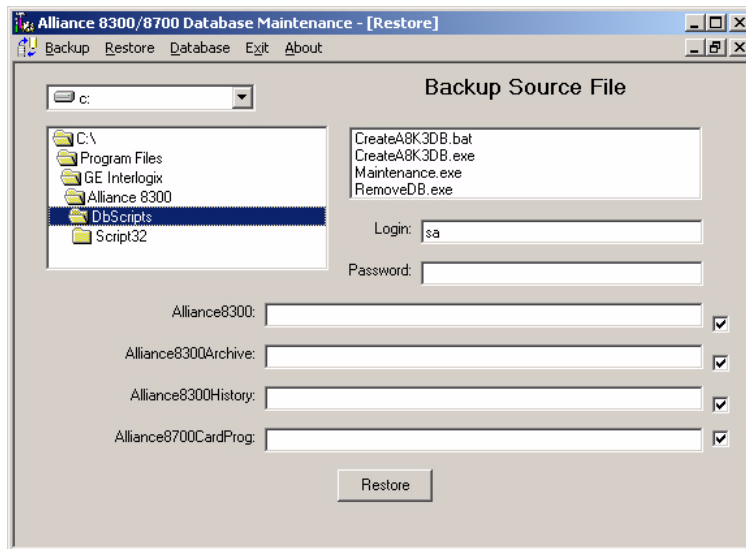 Alliance 8300/8700 Database Maintenance - [Restore]
Backup Restore Database Exit About
Backup Source File
c:
C:\
Program Files
GE Interlogix
Alliance 8300
DbScripts
Script32
CreateA8K3DB.bat
CreateA8K3DB.exe
Maintenance.exe
RemoveDB.exe
Login: sa
Password:
Alliance8300:
Alliance8300Archive:
Alliance8300History:
Alliance8700CardProg:
Restore